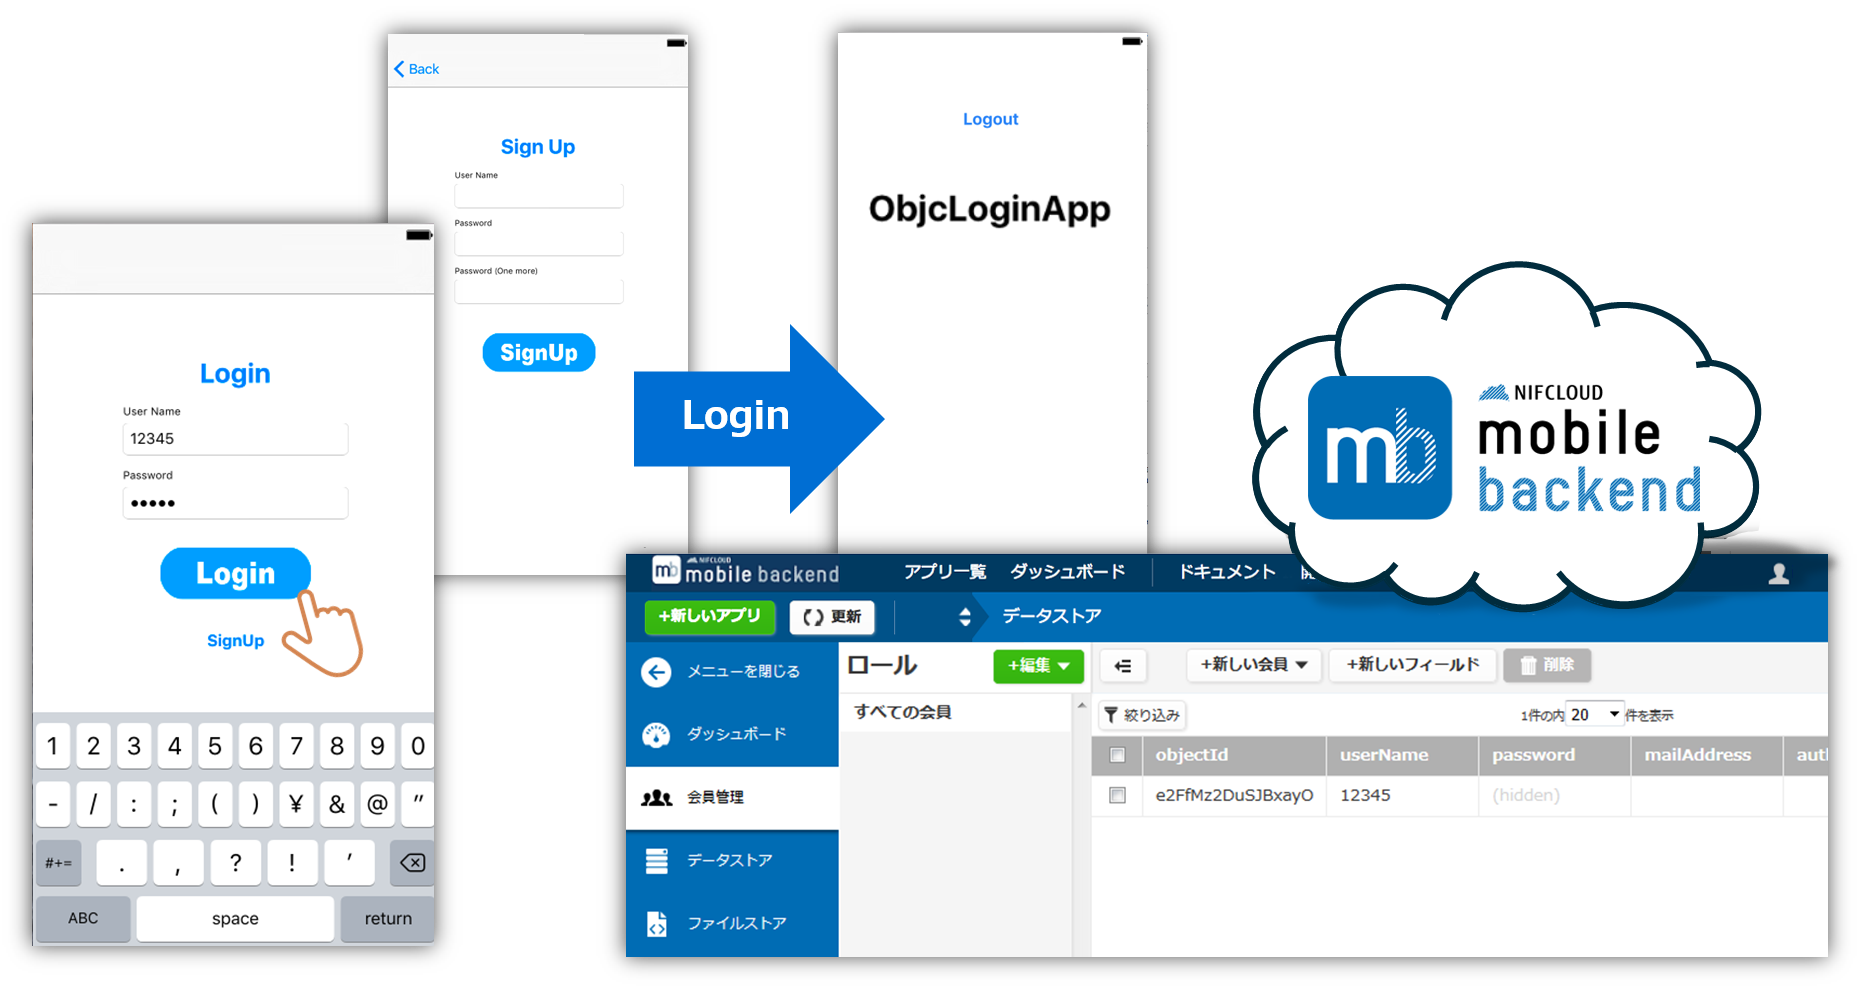 Back
Sign Up
User Name
Password
Password (One more)
SignUp
Logout
ObjcLoginApp
Login
Login
User Name
12345
Password
•••••
Login
SignUp
1 2 3 4 5 6 7 8 9 0
- / : ; ( ) ¥ & @ "
#+= . , ? ! '
ABC space return
NIFCLOUD
mobile
backend
mb
NIFCLOUD
mb mobile backend アプリ一覧 ダッシュボード ドキュメント
+新しいアプリ 更新 データストア
メニューを閉じる
ダッシュボード
会員管理
データストア
ファイルストア
ロール +編集
すべての会員
+新しい会員 +新しいフィールド 削除
絞り込み 1件の内 20 件を表示
objectId userName password mailAddress aut
e2FfMz2DuSJBxayO 12345 (hidden)